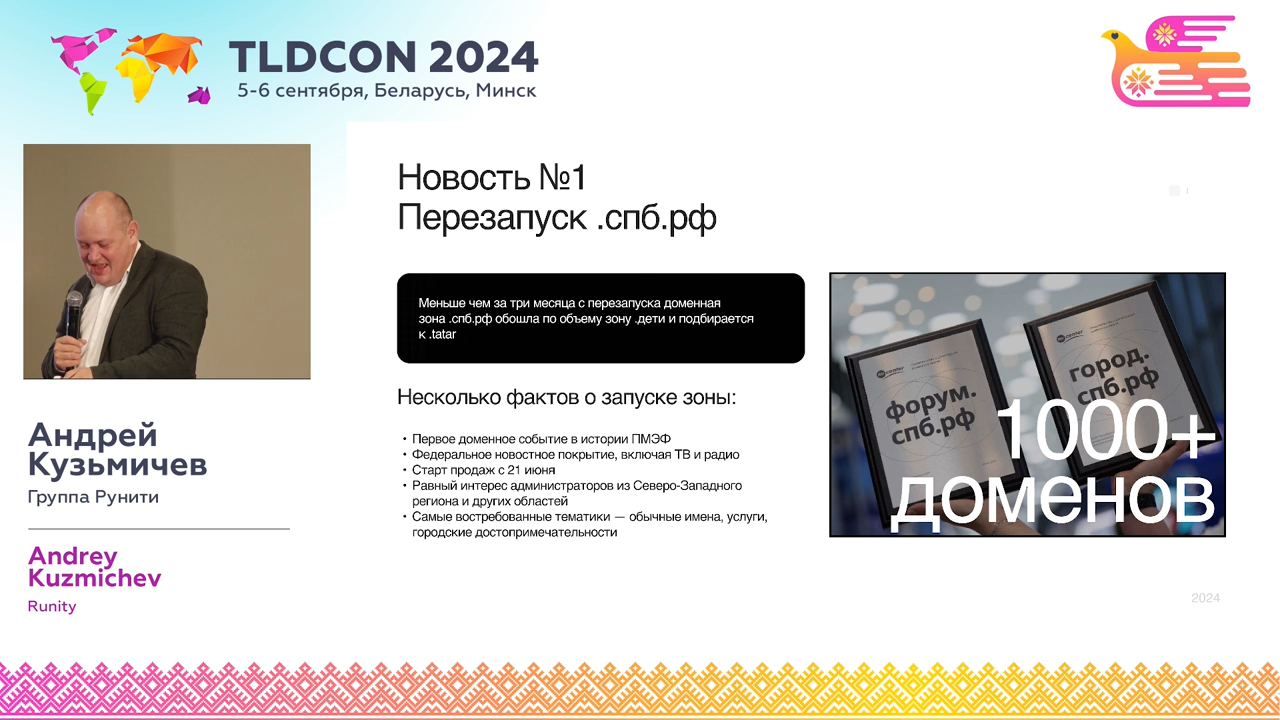 TLDCON 2024
5-6 сентября, Беларусь, Минск
Новость №1
Перезапуск .спб.рф
Меньше чем за три месяца с перезапуска доменная
зона .спб.рф обошла по объему зону .дети и подбирается
к .tatar
Несколько фактов о запуске зоны:
• Первое доменное событие в истории ПМЭФ
• Федеральное новостное покрытие, включая ТВ и радио
• Старт продаж с 21 июня
• Равный интерес администраторов из Северо-Западного
региона и других областей
• Самые востребованные тематики — обычные имена, услуги,
городские достопримечательности
форум.
спб.рф
город.
спб.рф
1000+
доменов
2024
Андрей
Кузьмичев
Группа Рунити
Andrey
Kuzmichev
Runity